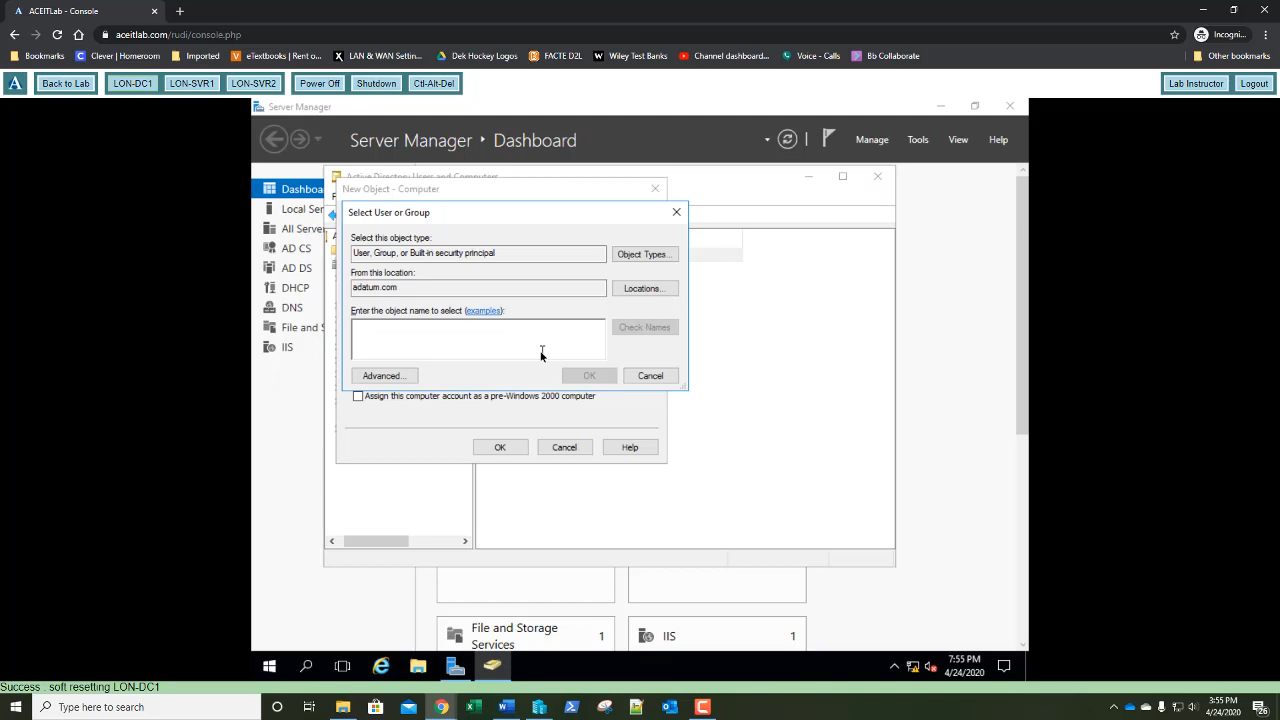 ACEITLab - Console
aceitlab.com/rudi/console.php
Incogni...
Bookmarks
Clever | Homeroom
Imported
eTextbooks | Rent o...
LAN & WAN Settin...
Dek Hockey Logos
FACTE D2L
Wiley Test Banks
Channel dashboard...
Voice - Calls
Bb Collaborate
Other bookmarks
A
Back to Lab
LON-DC1
LON-SVR1
LON-SVR2
Power Off
Shutdown
Ctl-Alt-Del
Lab Instructor
Logout
Server Manager
Server Manager
Dashboard
Manage
Tools
View
Help
Active Directory Users and Computers
New Object - Computer
Dashboa
Local Ser
All Server
AD CS
AD DS
DHCP
DNS
File and S
IIS
Select User or Group
Select this object type:
User, Group, or Built-in security principal
Object Types...
From this location:
adatum.com
Locations...
Enter the object name to select (examples):
Check Names
Advanced...
OK
Cancel
Assign this computer account as a pre-Windows 2000 computer
OK
Cancel
Help
File and Storage
Services
1
IIS
1
7:55 PM
4/24/2020
Success : soft resetting LON-DC1
Type here to search
3:55 PM
4/24/2020
26